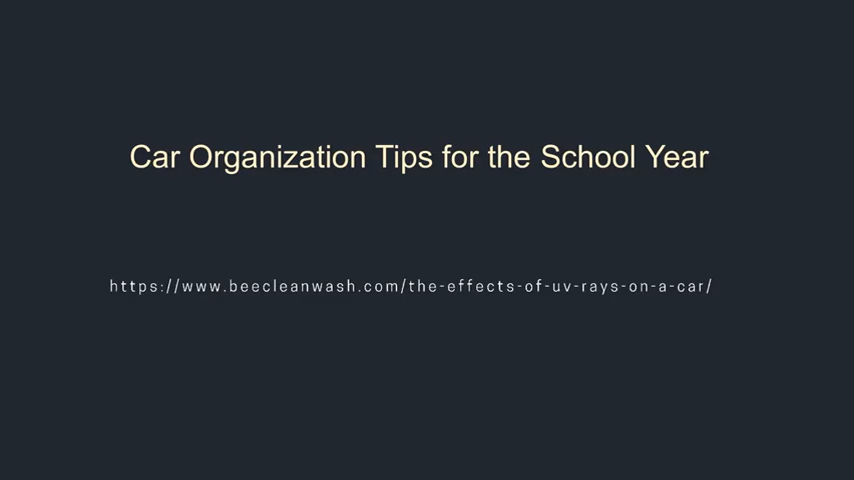 Car Organization Tips for the School Year
https://www.beecleanwash.com/the-effects-of-uv-rays-on-a-car/